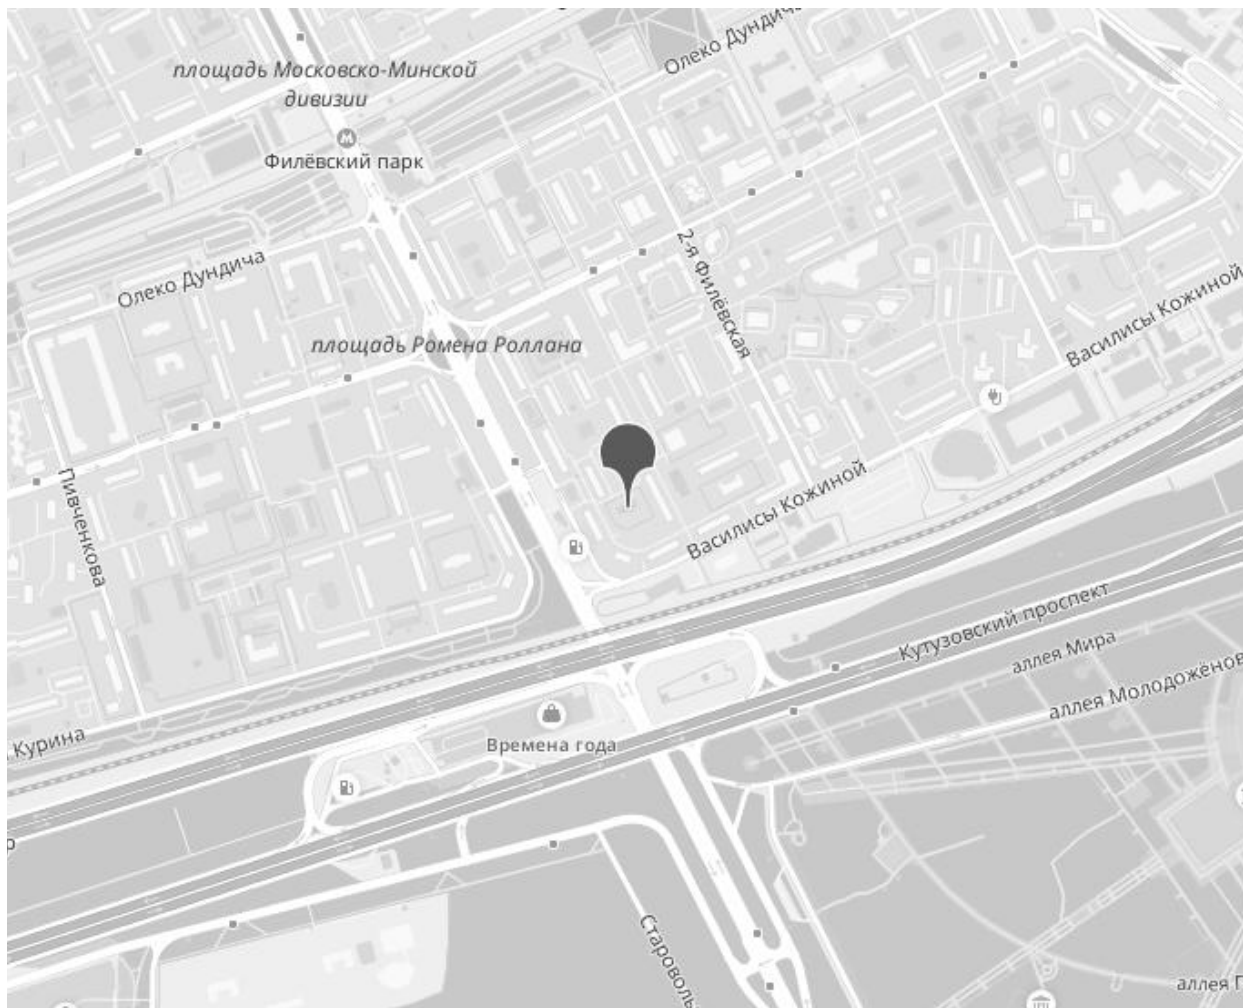 Олеко Дундича
площадь Московско-Минской
дивизии
М
Филёвский парк
2-я Филёвская
Олеко Дундича
Василисы Кожиной
площадь Ромена Роллана
Пивченкова
Василисы Кожиной
Кутузовский проспект
аллея Мира
аллея Молодожёнов
Курина
Времена года